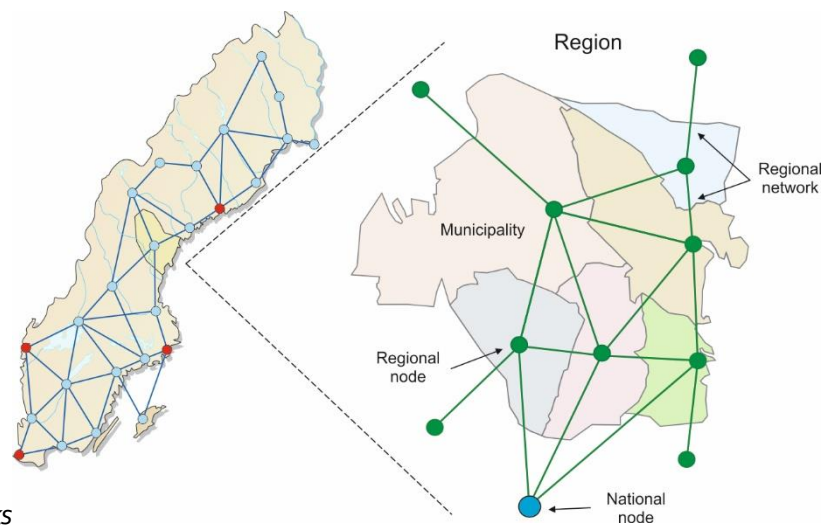 Region
Regional
network
Municipality
Regional
node
National
node